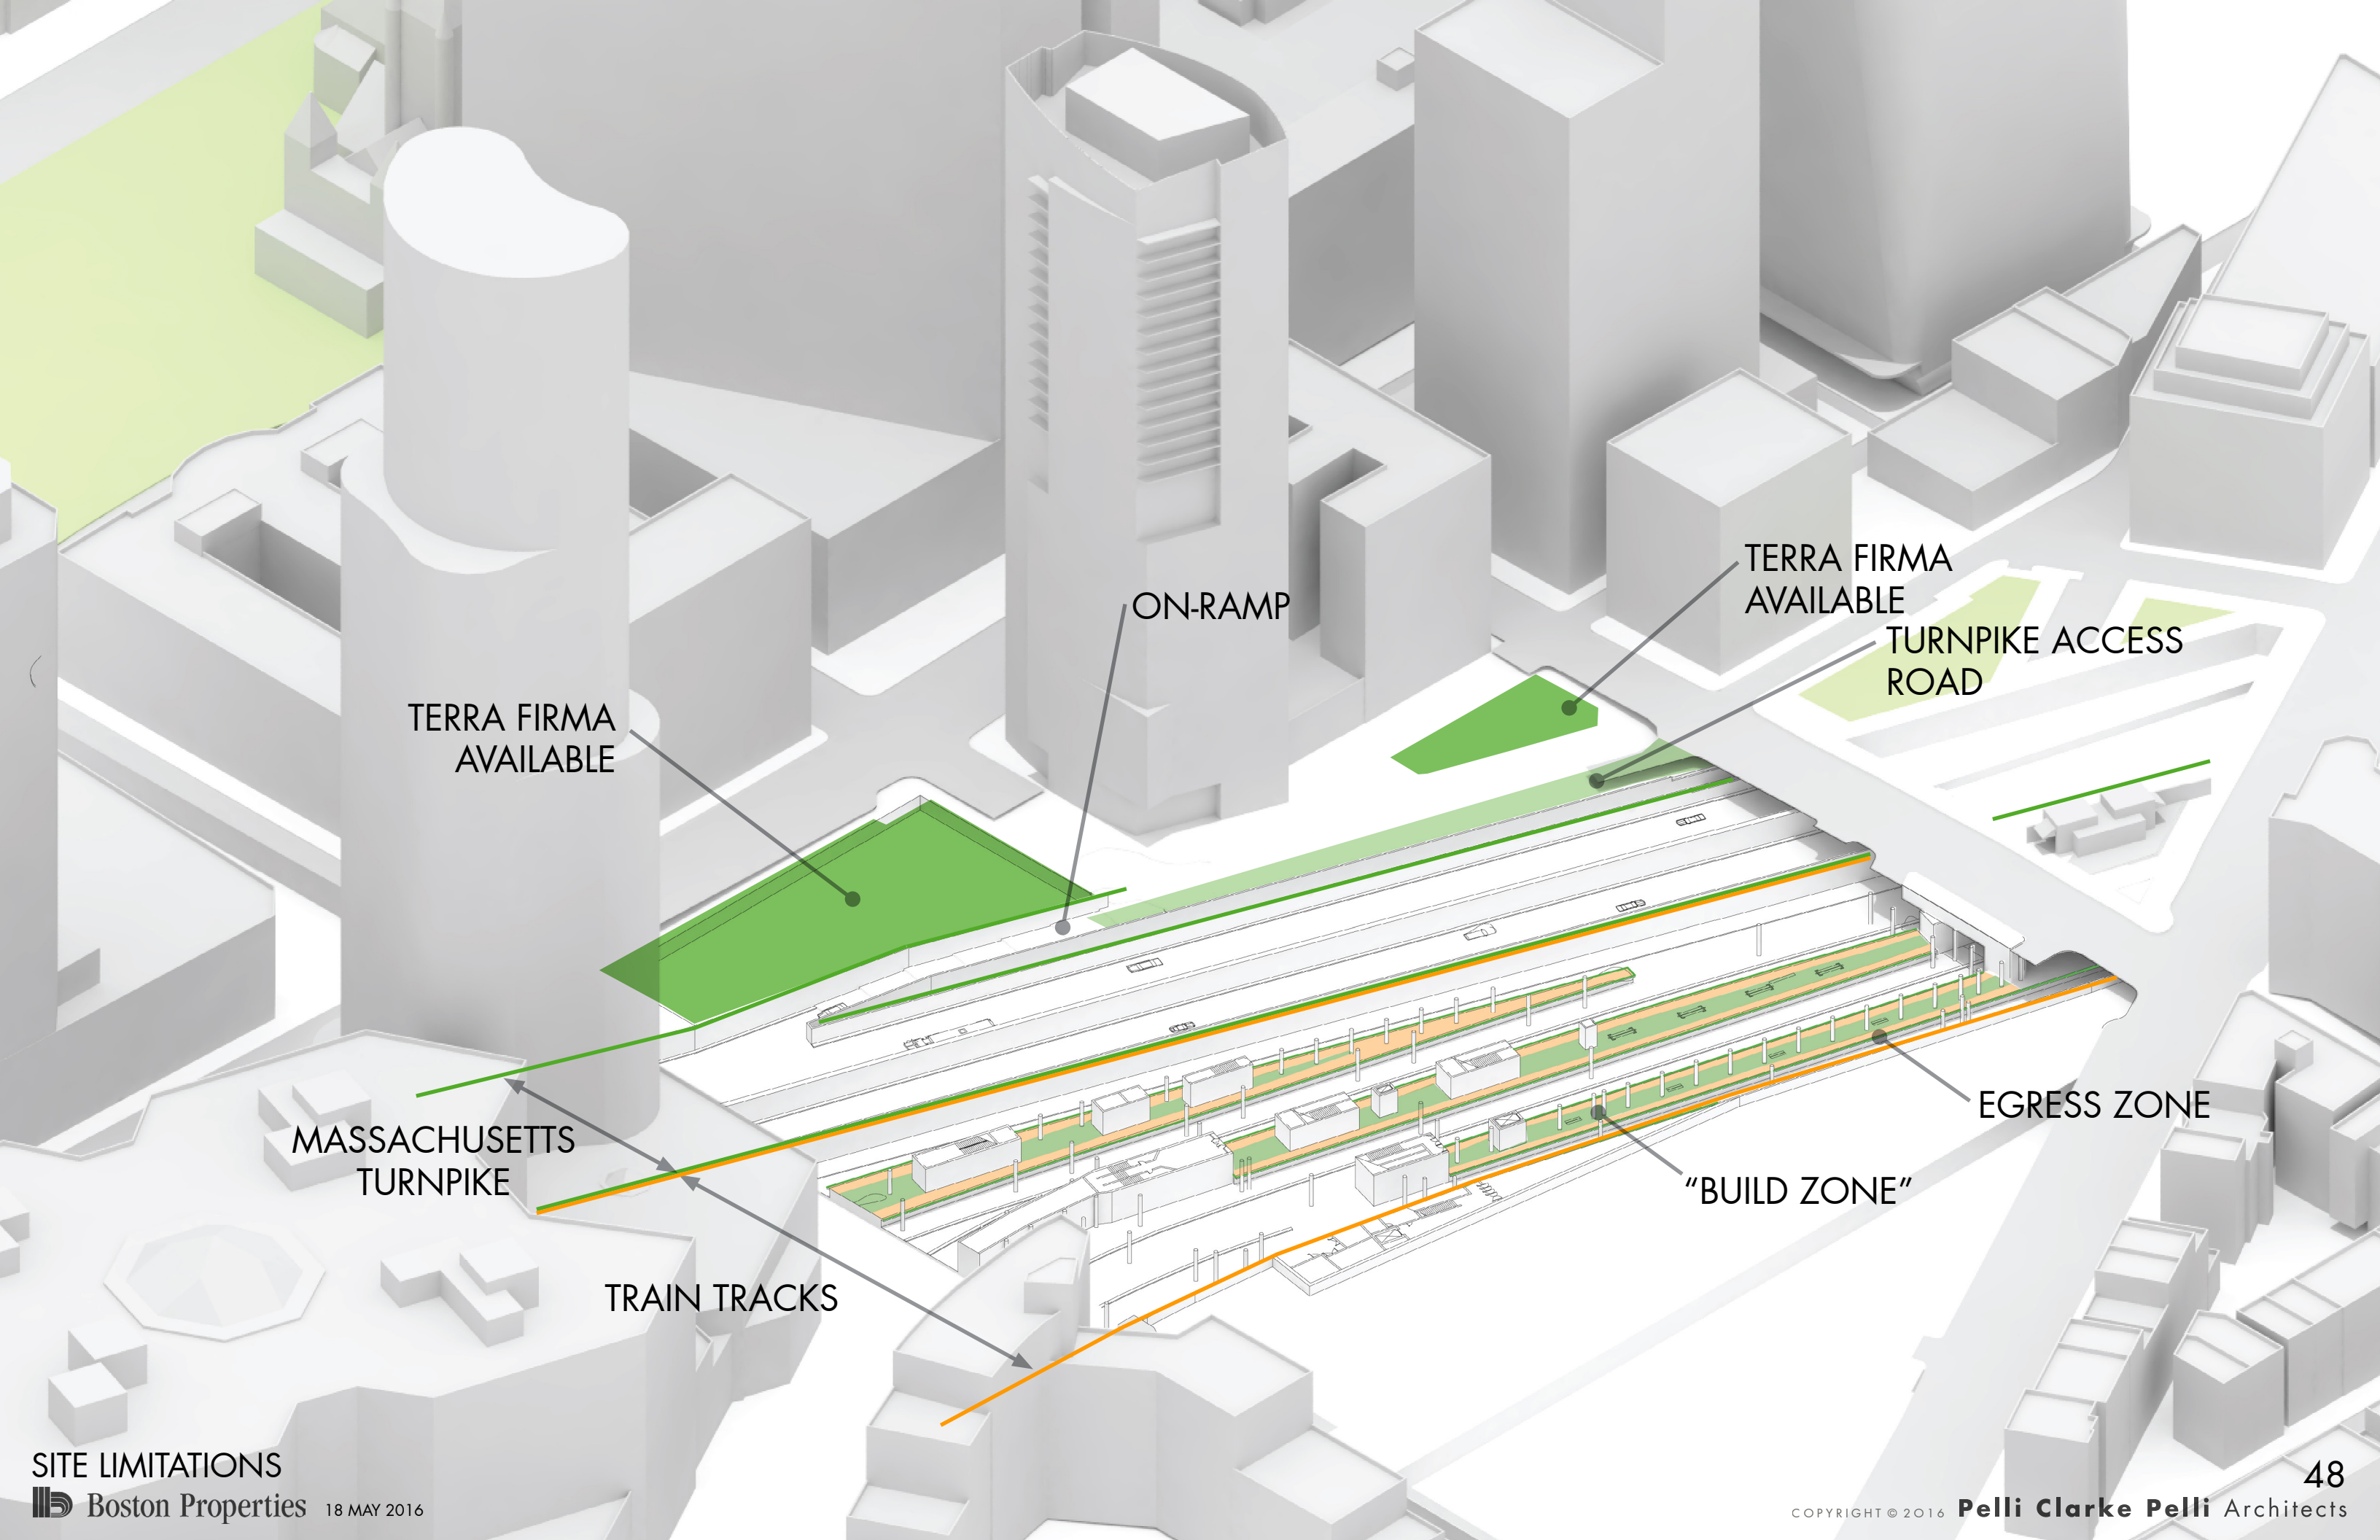 TERRA FIRMA
AVAILABLE
TURNPIKE ACCESS
ROAD
ON-RAMP
TERRA FIRMA
AVAILABLE
EGRESS ZONE
MASSACHUSETTS
TURNPIKE
“BUILD ZONE”
TRAIN TRACKS
SITE LIMITATIONS
Boston Properties 18 MAY 2016
48
COPYRIGHT © 2016 Pelli Clarke Pelli Architects